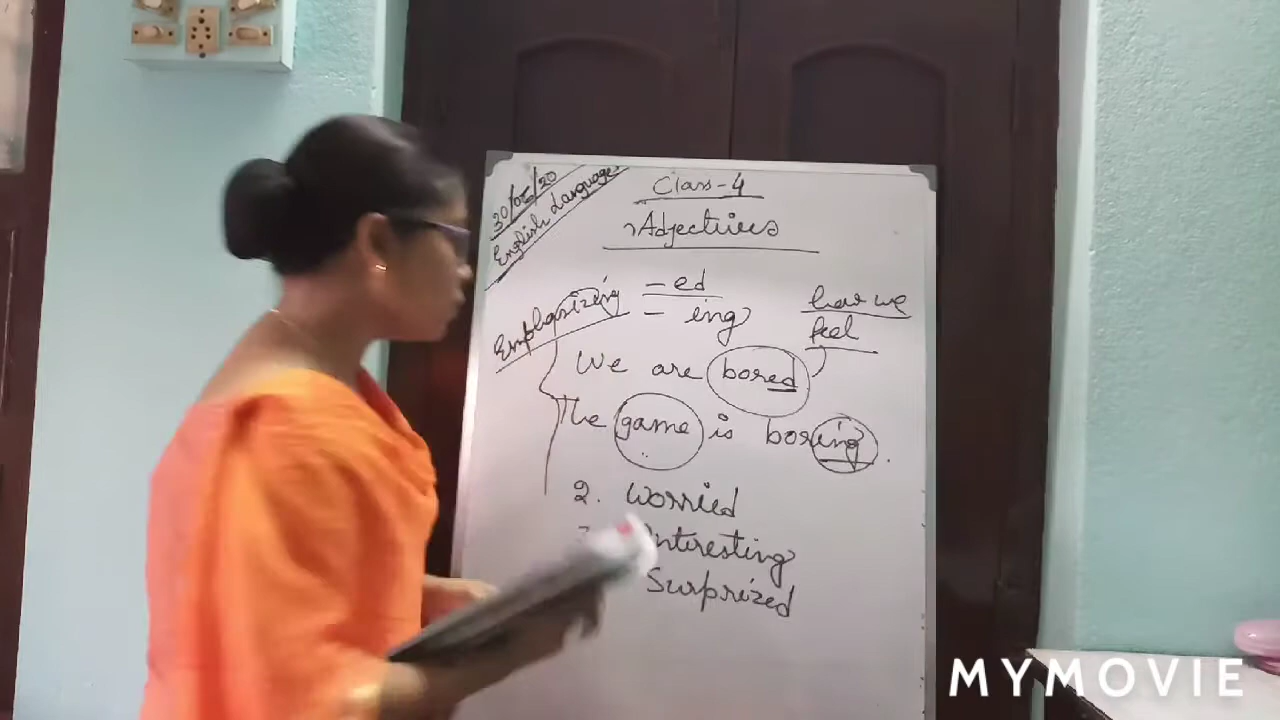 30/05/20
English Language
Class-4
Adjectives
Emphasizing
- ed
- ing
how we
feel
We are bored
The game is boring.
2. Worried
Interesting
Surprized
MYMOVIE